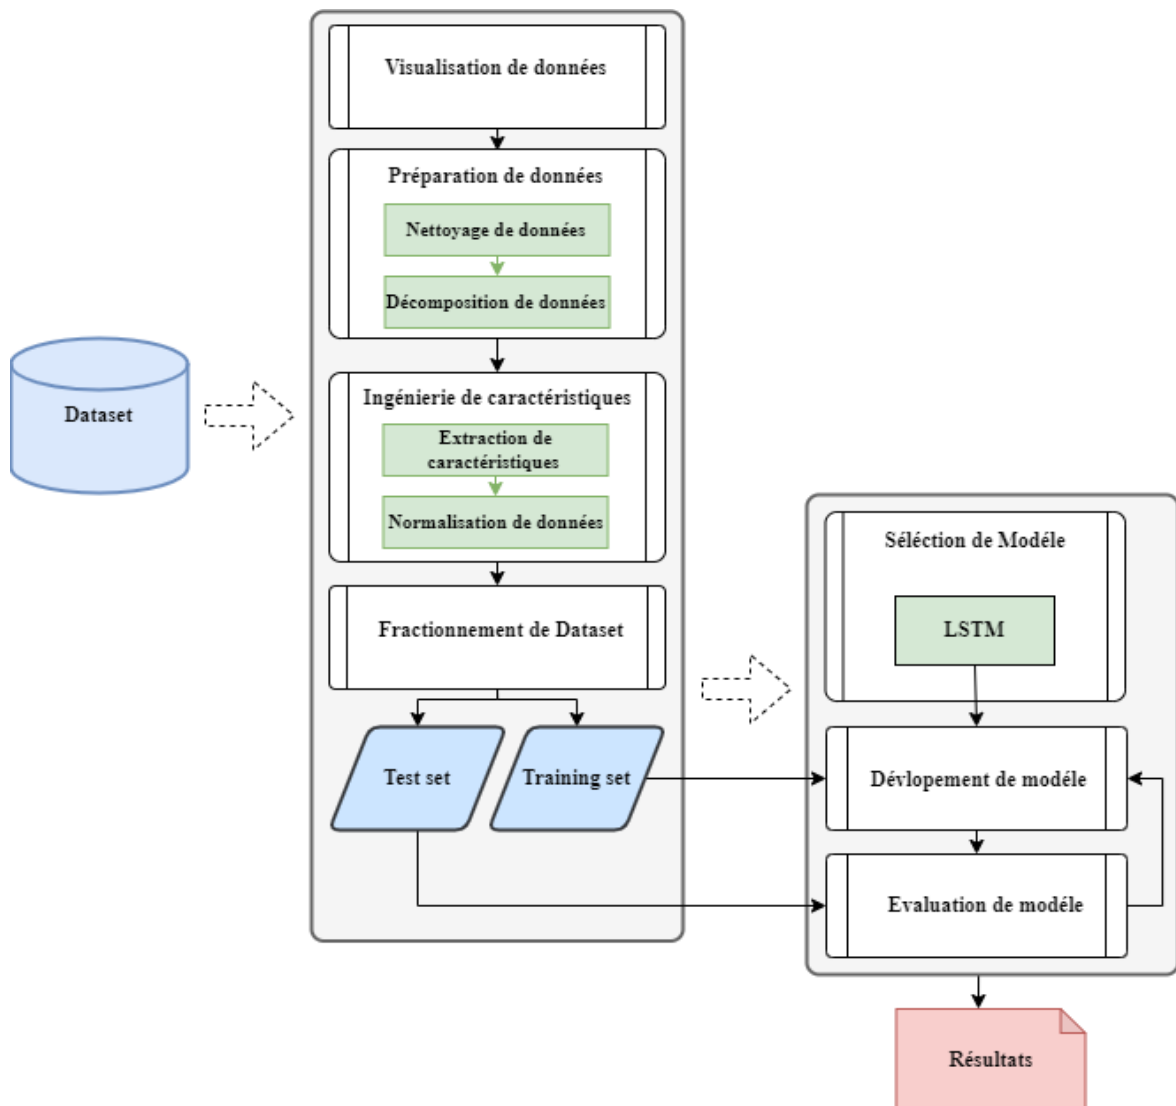 Visualisation de données
Préparation de données
Nettoyage de données
Décomposition de données
Dataset
Ingénierie de caractéristiques
Extraction de
caractéristiques
Normalisation de données
Fractionnement de Dataset
Test set
Training set
Séléction de Modéle
LSTM
Dévlopement de modéle
Evaluation de modéle
Résultats